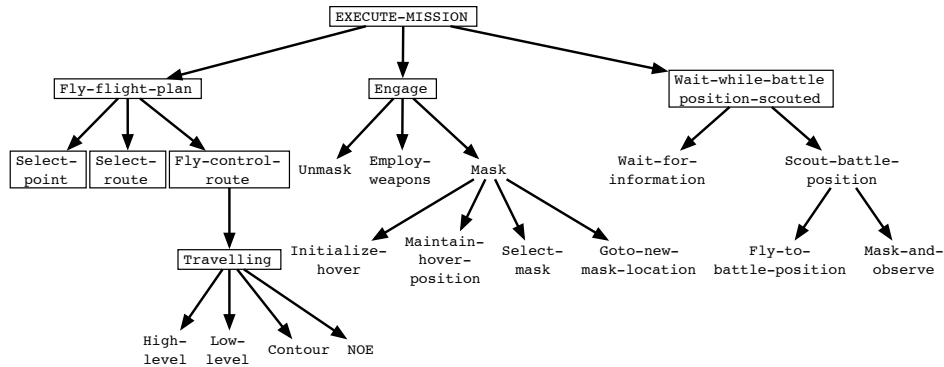 EXECUTE-MISSION
Fly-flight-plan
Engage
Wait-while-battle
position-scouted
Select-
point
Select-
route
Fly-control-
route
Unmask
Employ-
weapons
Mask
Wait-for-
information
Scout-battle-
position
Travelling
Initialize-
hover
Maintain-
hover-
position
Select-
mask
Goto-new-
mask-location
Fly-to-
battle-position
Mask-and-
observe
High-
level
Low-
level
Contour
NOE